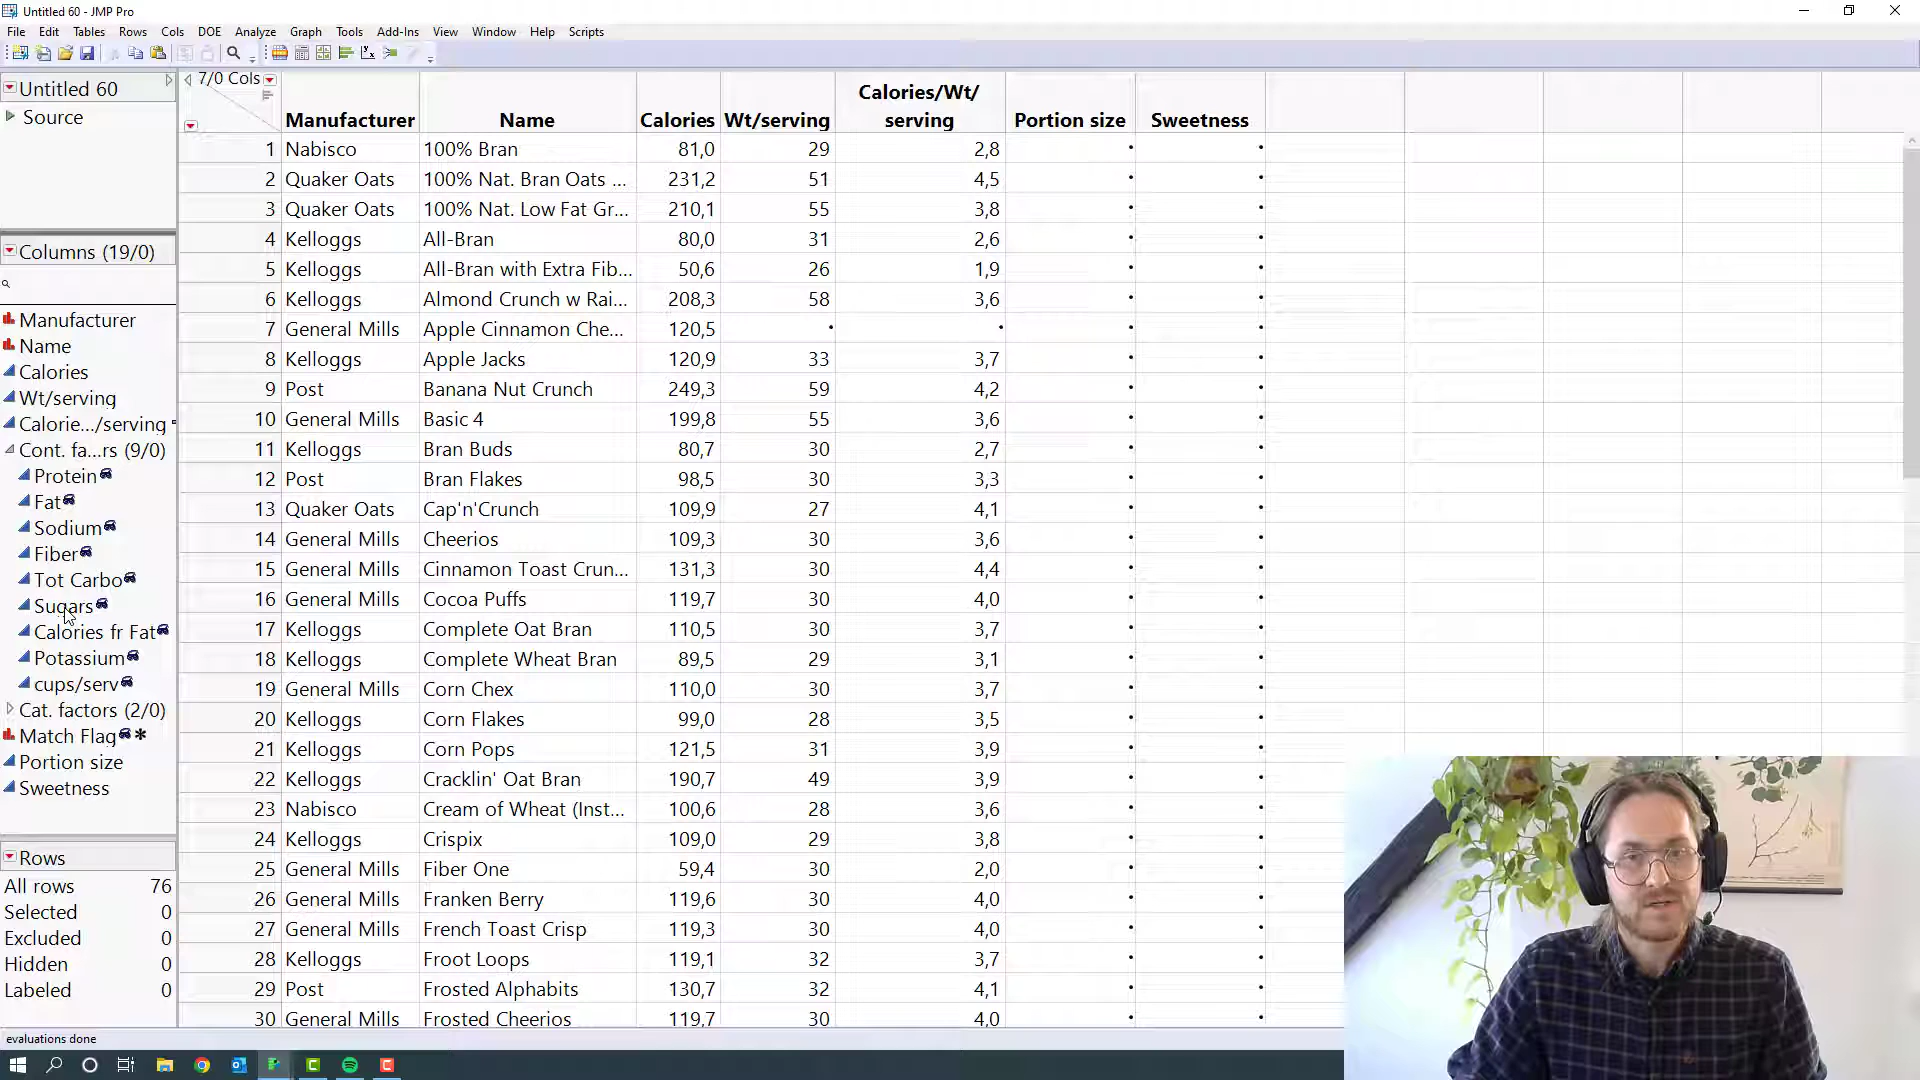 Untitled 60 - JMP Pro
File Edit Tables Rows Cols DOE Analyze Graph Tools Add-Ins View Window Help Scripts
Untitled 60
Source
Columns (19/0)
Manufacturer
Name
Calories
Wt/serving
Calorie.../serving
Cont. fa...rs (9/0)
Protein
Fat
Sodium
Fiber
Tot Carbo
Sugars
Calories fr Fat
Potassium
cups/serv
Cat. factors (2/0)
Match Flag *
Portion size
Sweetness
Rows
All rows 76
Selected 0
Excluded 0
Hidden 0
Labeled 0
7/0 Cols
Manufacturer Name Calories Wt/serving Calories/Wt/
serving Portion size Sweetness
1 Nabisco 100% Bran 81,0 29 2,8 • •
2 Quaker Oats 100% Nat. Bran Oats ... 231,2 51 4,5 • •
3 Quaker Oats 100% Nat. Low Fat Gr... 210,1 55 3,8 • •
4 Kelloggs All-Bran 80,0 31 2,6 • •
5 Kelloggs All-Bran with Extra Fib... 50,6 26 1,9 • •
6 Kelloggs Almond Crunch w Rai... 208,3 58 3,6 • •
7 General Mills Apple Cinnamon Che... 120,5 • • • •
8 Kelloggs Apple Jacks 120,9 33 3,7 • •
9 Post Banana Nut Crunch 249,3 59 4,2 • •
10 General Mills Basic 4 199,8 55 3,6 • •
11 Kelloggs Bran Buds 80,7 30 2,7 • •
12 Post Bran Flakes 98,5 30 3,3 • •
13 Quaker Oats Cap'n'Crunch 109,9 27 4,1 • •
14 General Mills Cheerios 109,3 30 3,6 • •
15 General Mills Cinnamon Toast Crun... 131,3 30 4,4 • •
16 General Mills Cocoa Puffs 119,7 30 4,0 • •
17 Kelloggs Complete Oat Bran 110,5 30 3,7 • •
18 Kelloggs Complete Wheat Bran 89,5 29 3,1 • •
19 General Mills Corn Chex 110,0 30 3,7 • •
20 Kelloggs Corn Flakes 99,0 28 3,5 • •
21 Kelloggs Corn Pops 121,5 31 3,9 • •
22 Kelloggs Cracklin' Oat Bran 190,7 49 3,9 • •
23 Nabisco Cream of Wheat (Inst... 100,6 28 3,6 • •
24 Kelloggs Crispix 109,0 29 3,8 • •
25 General Mills Fiber One 59,4 30 2,0 • •
26 General Mills Franken Berry 119,6 30 4,0 • •
27 General Mills French Toast Crisp 119,3 30 4,0 • •
28 Kelloggs Froot Loops 119,1 32 3,7 • •
29 Post Frosted Alphabits 130,7 32 4,1 • •
30 General Mills Frosted Cheerios 119,7 30 4,0 • •
evaluations done